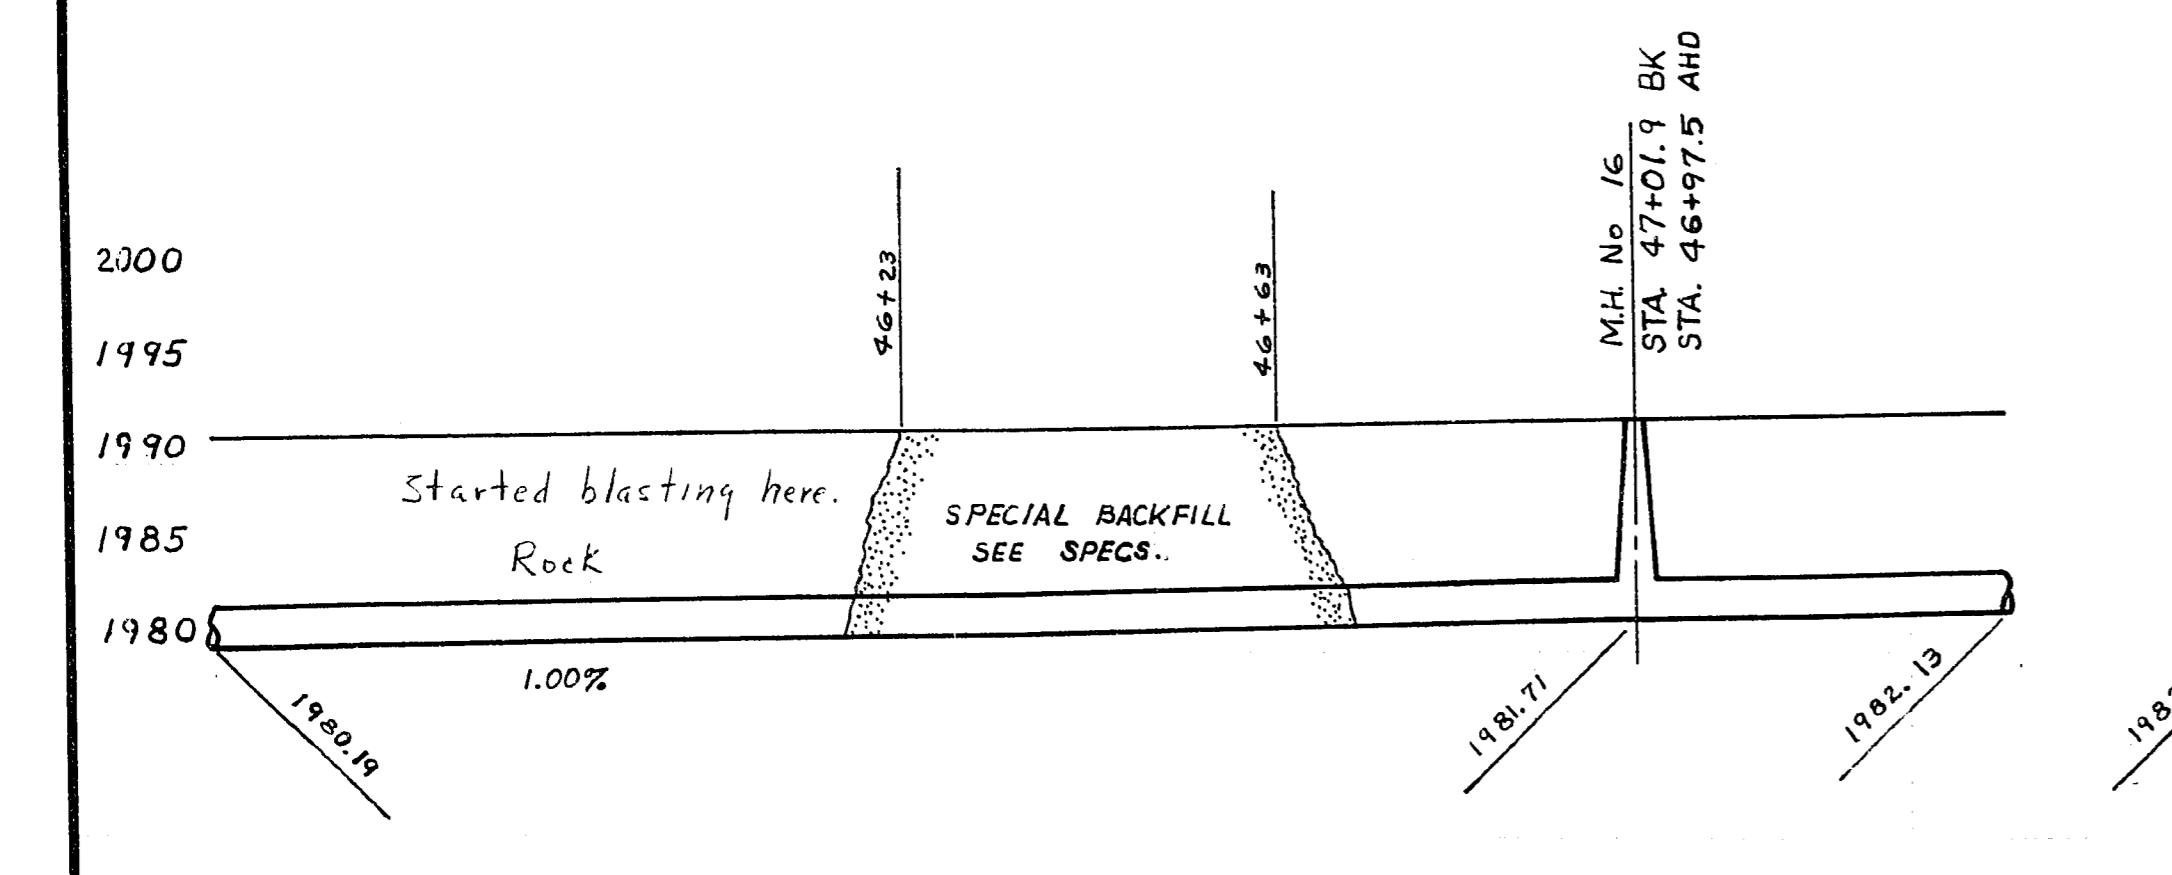 M.H. No 16
STA. 47+01.9 BK
STA. 46+97.5 AHD
46+23
46+63
2000
1995
1990
1985
1980
Started blasting here.
Rock
SPECIAL BACKFILL
SEE SPECS.
1.00%
1980.19
1981.71
1982.13
198